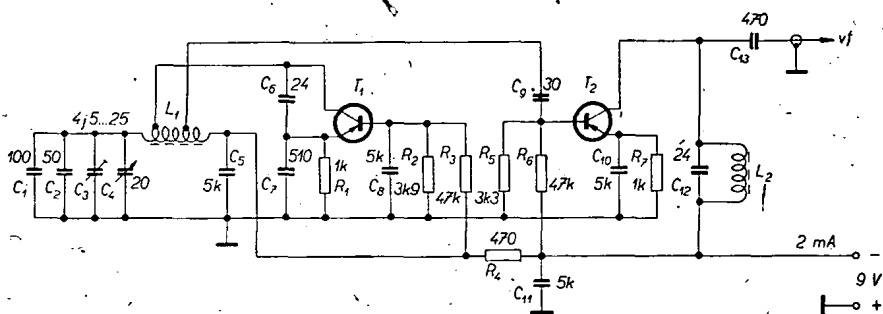 470
vf
C13
C6 24
T1
C9 30
T2
4,5...25
L1
100 50
C1 C2 C3 C4 20
C5
5k
510
C7
1k
R1
5k
C8
R2
3k9
R3
47k
R5
3k3
R6
47k
C10
5k
R7
1k
24
C12
L2
470
R4
C11 5k
2 mA
−
9 V
+